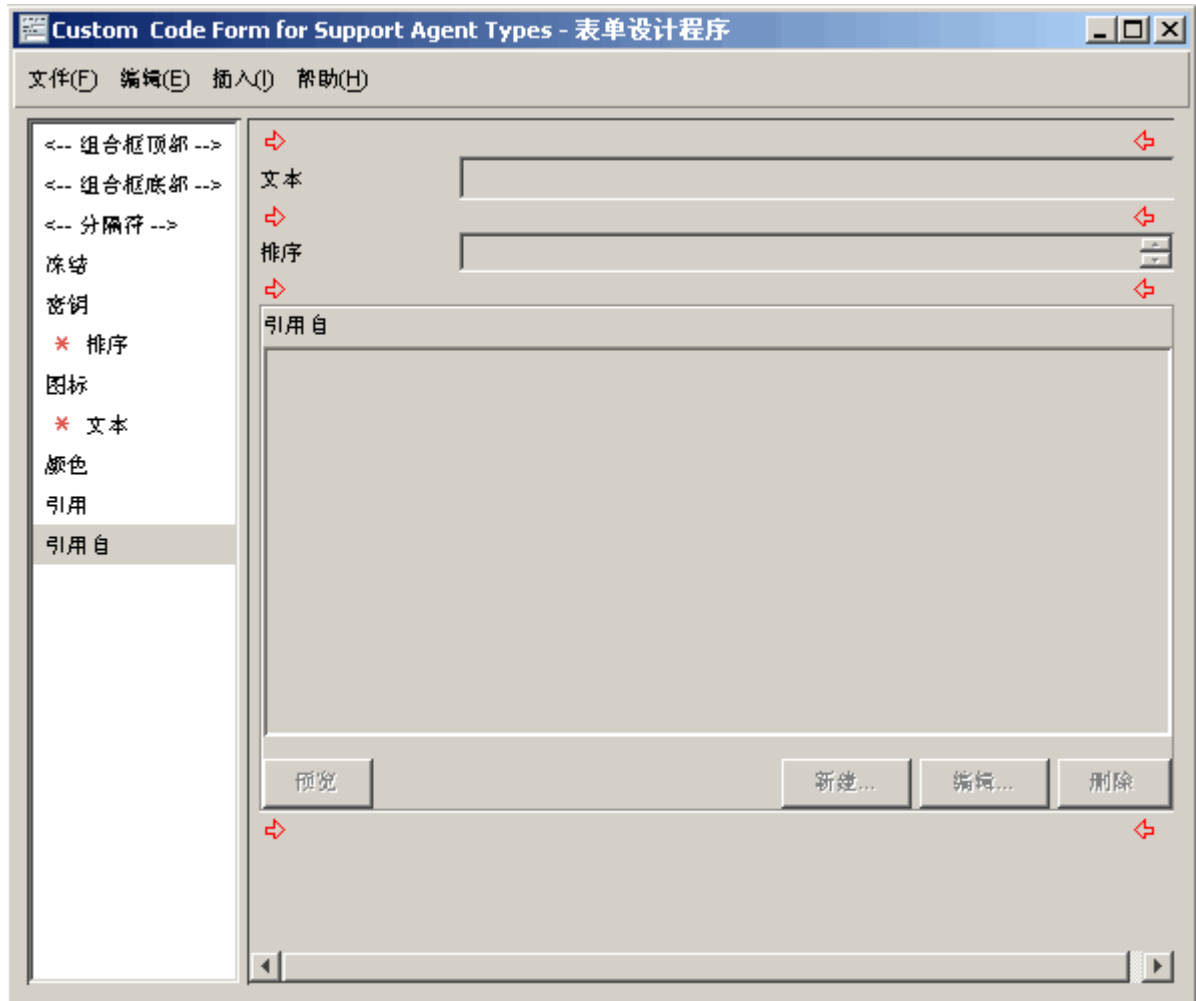 Custom Code Form for Support Agent Types - 表单设计程序
文件(F) 编辑(E) 插入(I) 帮助(H)
<-- 组合框顶部 -->
<-- 组合框底部 -->
<-- 分隔符 -->
冻结
密钥
* 排序
图标
* 文本
颜色
引用
引用自
文本
排序
引用自
预览 新建... 编辑... 删除